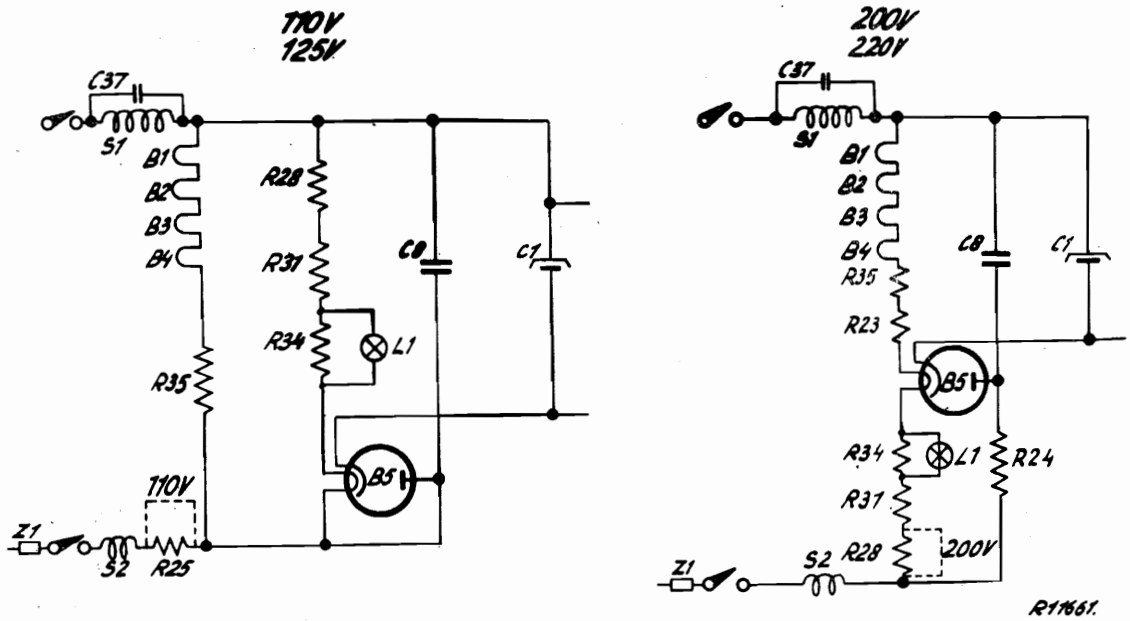 110V
125V
C37
S1
B1
B2
B3
B4
R28
R31
R34
L1
C8
C1
R35
B5
110V
Z1
S2
R25
200V
220V
C37
S1
B1
B2
B3
B4
R35
R23
C8
C1
B5
R34
L1
R24
R31
R28
200V
S2
Z1
R11661.